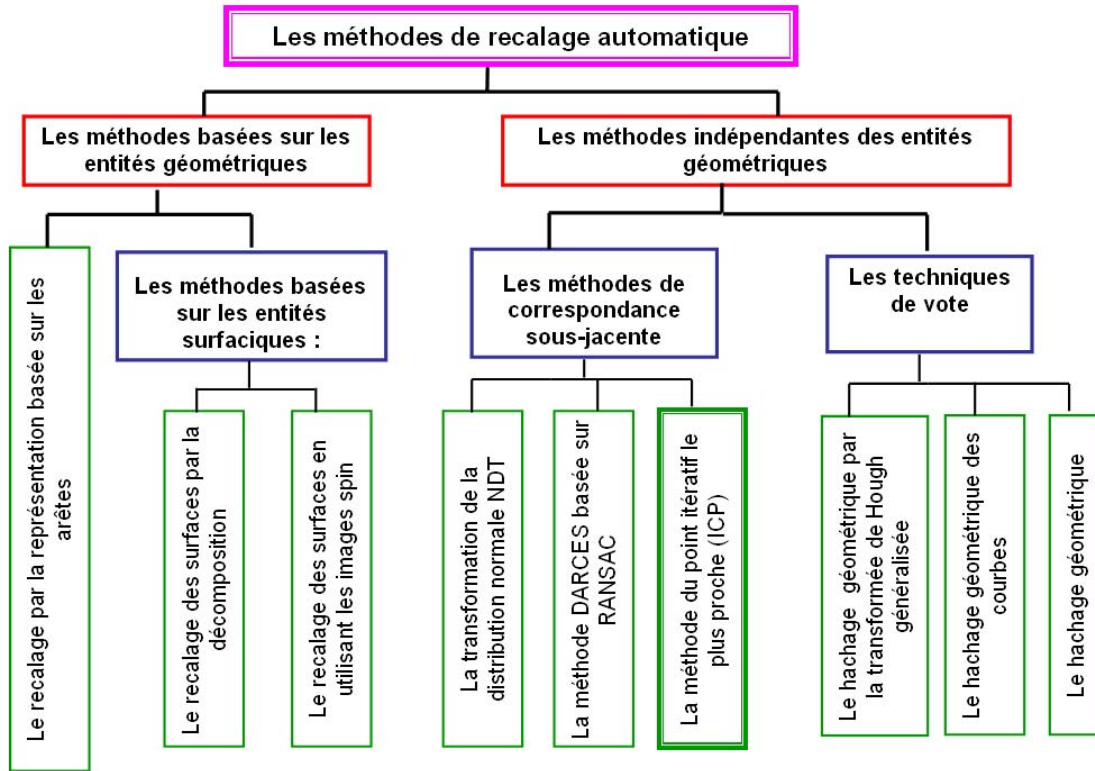 Les méthodes de recalage automatique
Les méthodes basées sur les
entités géométriques
Les méthodes indépendantes des entités
géométriques
Le recalage par la représentation basée sur les
arêtes
Les méthodes basées
sur les entités
surfaciques :
Les méthodes de
correspondance
sous-jacente
Les techniques
de vote
Le recalage des surfaces par la
décomposition
Le recalage des surfaces en
utilisant les images spin
La transformation de la
distribution normale NDT
La méthode DARCES basée sur
RANSAC
La méthode du point itératif le
plus proche (ICP)
Le hachage géométrique par
la transformée de Hough
généralisée
Le hachage géométrique des
courbes
Le hachage géométrique